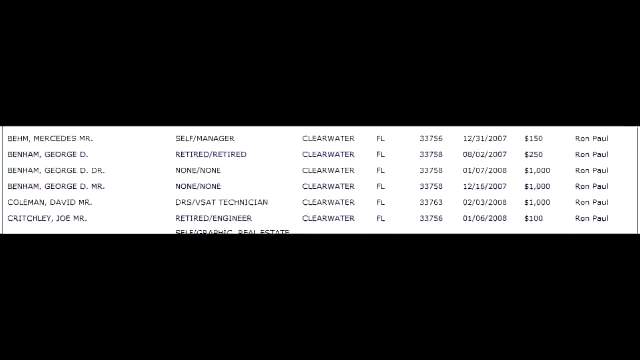 BEHM, MERCEDES MR. SELF/MANAGER CLEARWATER FL 33756 12/31/2007 $150 Ron Paul
BENHAM, GEORGE D. RETIRED/RETIRED CLEARWATER FL 33758 08/02/2007 $250 Ron Paul
BENHAM, GEORGE D. DR. NONE/NONE CLEARWATER FL 33758 01/07/2008 $1,000 Ron Paul
BENHAM, GEORGE D. MR. NONE/NONE CLEARWATER FL 33758 12/16/2007 $1,000 Ron Paul
COLEMAN, DAVID MR. DRS/VSAT TECHNICIAN CLEARWATER FL 33763 02/03/2008 $1,000 Ron Paul
CRITCHLEY, JOE MR. RETIRED/ENGINEER CLEARWATER FL 33756 01/06/2008 $100 Ron Paul
SELF/GRAPHIC, REAL ESTATE